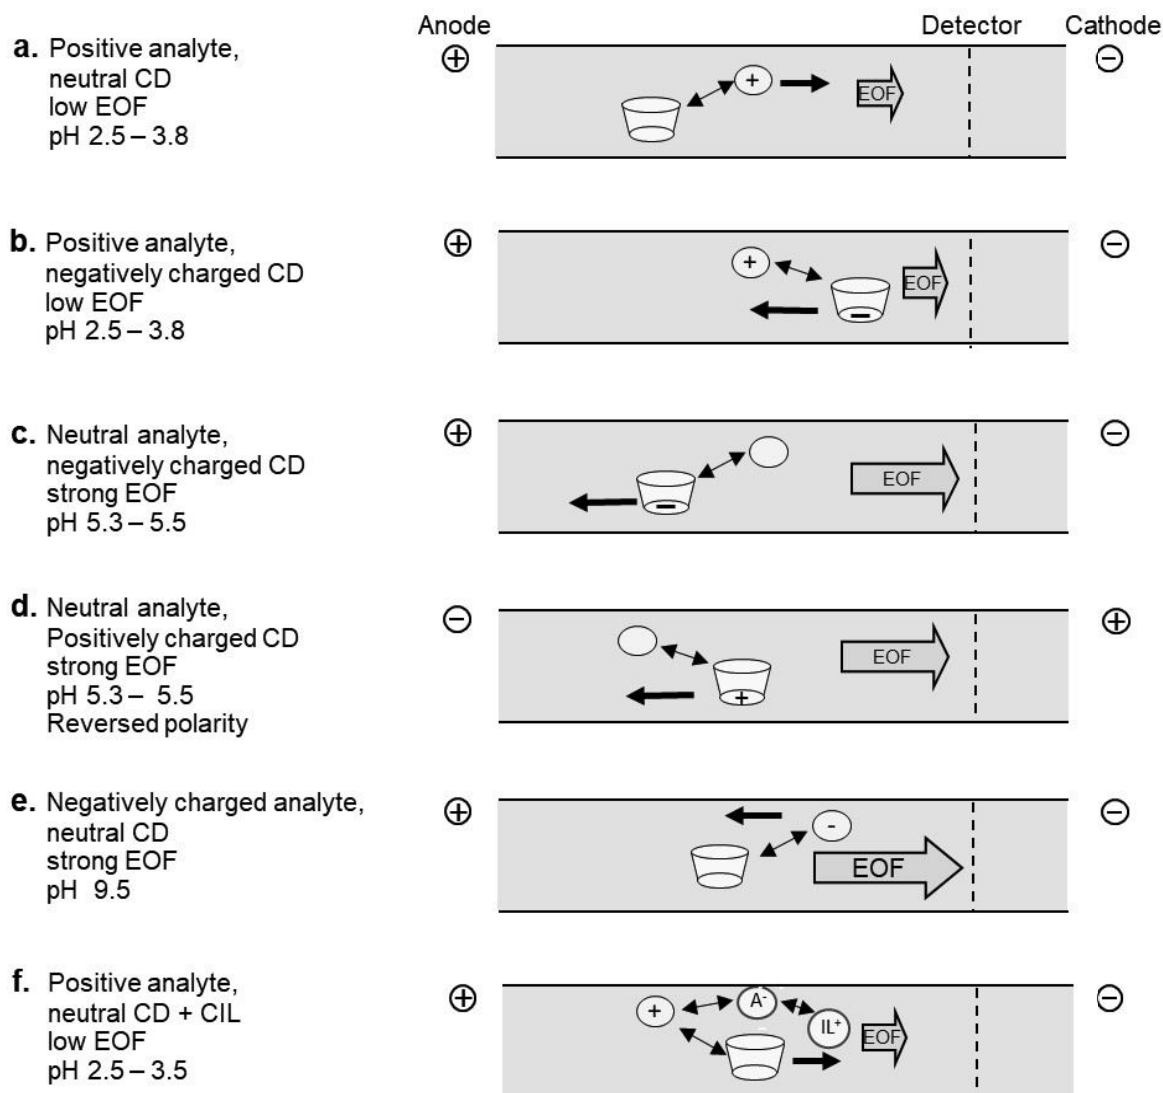 Anode
Detector
Cathode
a. Positive analyte,
neutral CD
low EOF
pH 2.5 – 3.8
+
+
EOF
−
b. Positive analyte,
negatively charged CD
low EOF
pH 2.5 – 3.8
+
+
−
EOF
−
c. Neutral analyte,
negatively charged CD
strong EOF
pH 5.3 – 5.5
+
−
EOF
−
d. Neutral analyte,
Positively charged CD
strong EOF
pH 5.3 – 5.5
Reversed polarity
−
+
EOF
+
e. Negatively charged analyte,
neutral CD
strong EOF
pH 9.5
+
-
EOF
−
f. Positive analyte,
neutral CD + CIL
low EOF
pH 2.5 – 3.5
+
+
A⁻
IL⁺
EOF
−